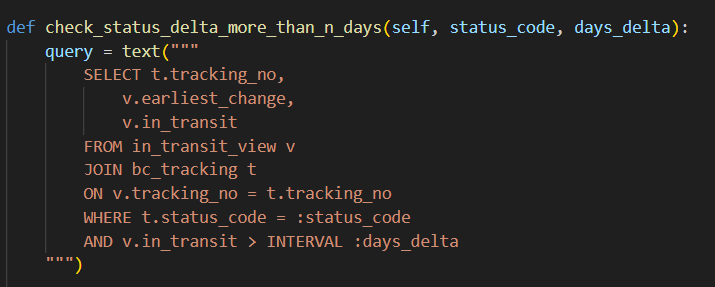 def check_status_delta_more_than_n_days(self, status_code, days_delta):
    query = text("""
        SELECT t.tracking_no,
            v.earliest_change,
            v.in_transit
        FROM in_transit_view v
        JOIN bc_tracking t
        ON v.tracking_no = t.tracking_no
        WHERE t.status_code = :status_code
        AND v.in_transit > INTERVAL :days_delta
    """)